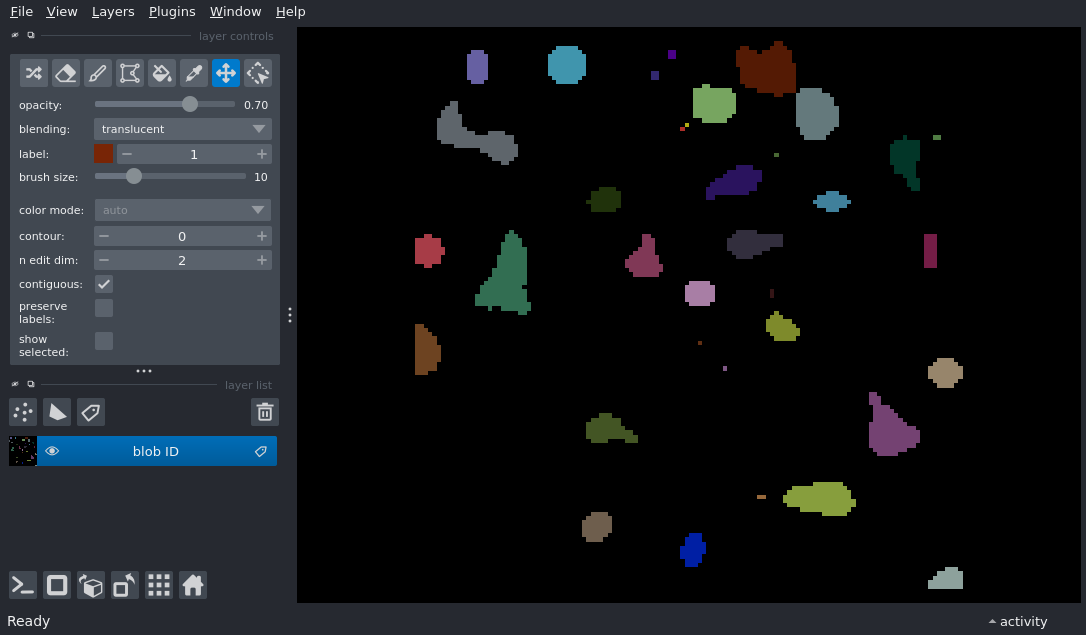 File View Layers Plugins Window Help
layer controls
opacity: 0.70
blending: translucent
label: 1
brush size: 10
color mode: auto
contour: 0
n edit dim: 2
contiguous:
preserve
labels:
show
selected:
layer list
blob ID
Ready
activity